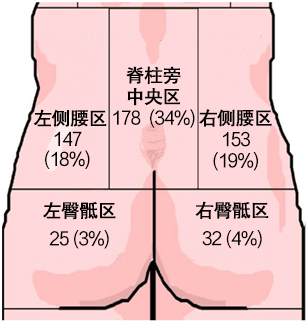 脊柱旁
中央区
178 (34%)
左侧腰区
147
(18%)
右侧腰区
153
(19%)
左臀骶区
25 (3%)
右臀骶区
32 (4%)